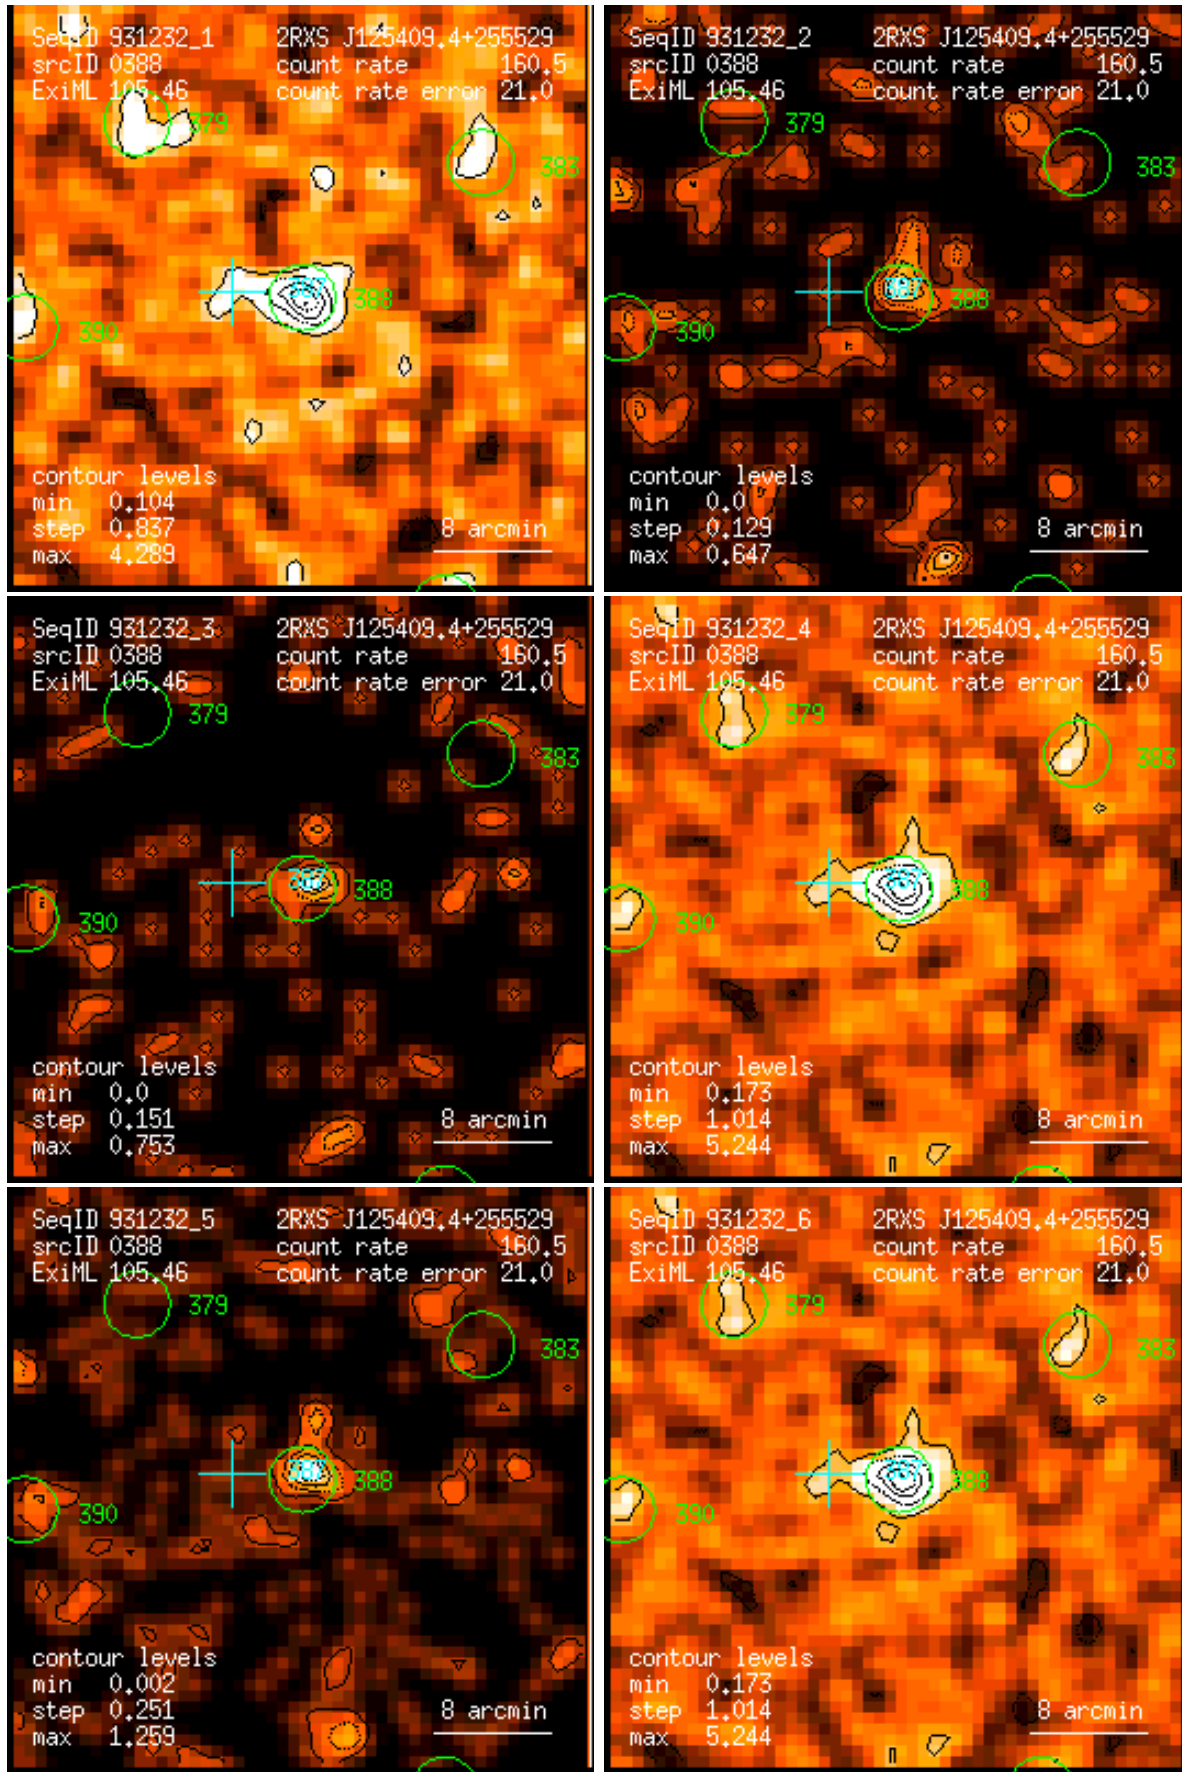 SeqID 931232_1 2RXS J125409.4+255529
srcID 0388 count rate 160.5
ExiML 105.46 count rate error 21.0
379
383
387
388
390
contour levels
min 0.104
step 0.837
max 4.289
8 arcmin
SeqID 931232_2 2RXS J125409.4+255529
srcID 0388 count rate 160.5
ExiML 105.46 count rate error 21.0
379
383
387
388
390
contour levels
min 0.0
step 0.129
max 0.647
8 arcmin
SeqID 931232_3 2RXS J125409.4+255529
srcID 0388 count rate 160.5
ExiML 105.46 count rate error 21.0
379
383
387
388
390
contour levels
min 0.0
step 0.151
max 0.753
8 arcmin
SeqID 931232_4 2RXS J125409.4+255529
srcID 0388 count rate 160.5
ExiML 105.46 count rate error 21.0
379
383
388
390
contour levels
min 0.173
step 1.014
max 5.244
8 arcmin
SeqID 931232_5 2RXS J125409.4+255529
srcID 0388 count rate 160.5
ExiML 105.46 count rate error 21.0
379
383
387
388
390
contour levels
min 0.002
step 0.251
max 1.259
8 arcmin
SeqID 931232_6 2RXS J125409.4+255529
srcID 0388 count rate 160.5
ExiML 105.46 count rate error 21.0
379
383
388
390
contour levels
min 0.173
step 1.014
max 5.244
8 arcmin